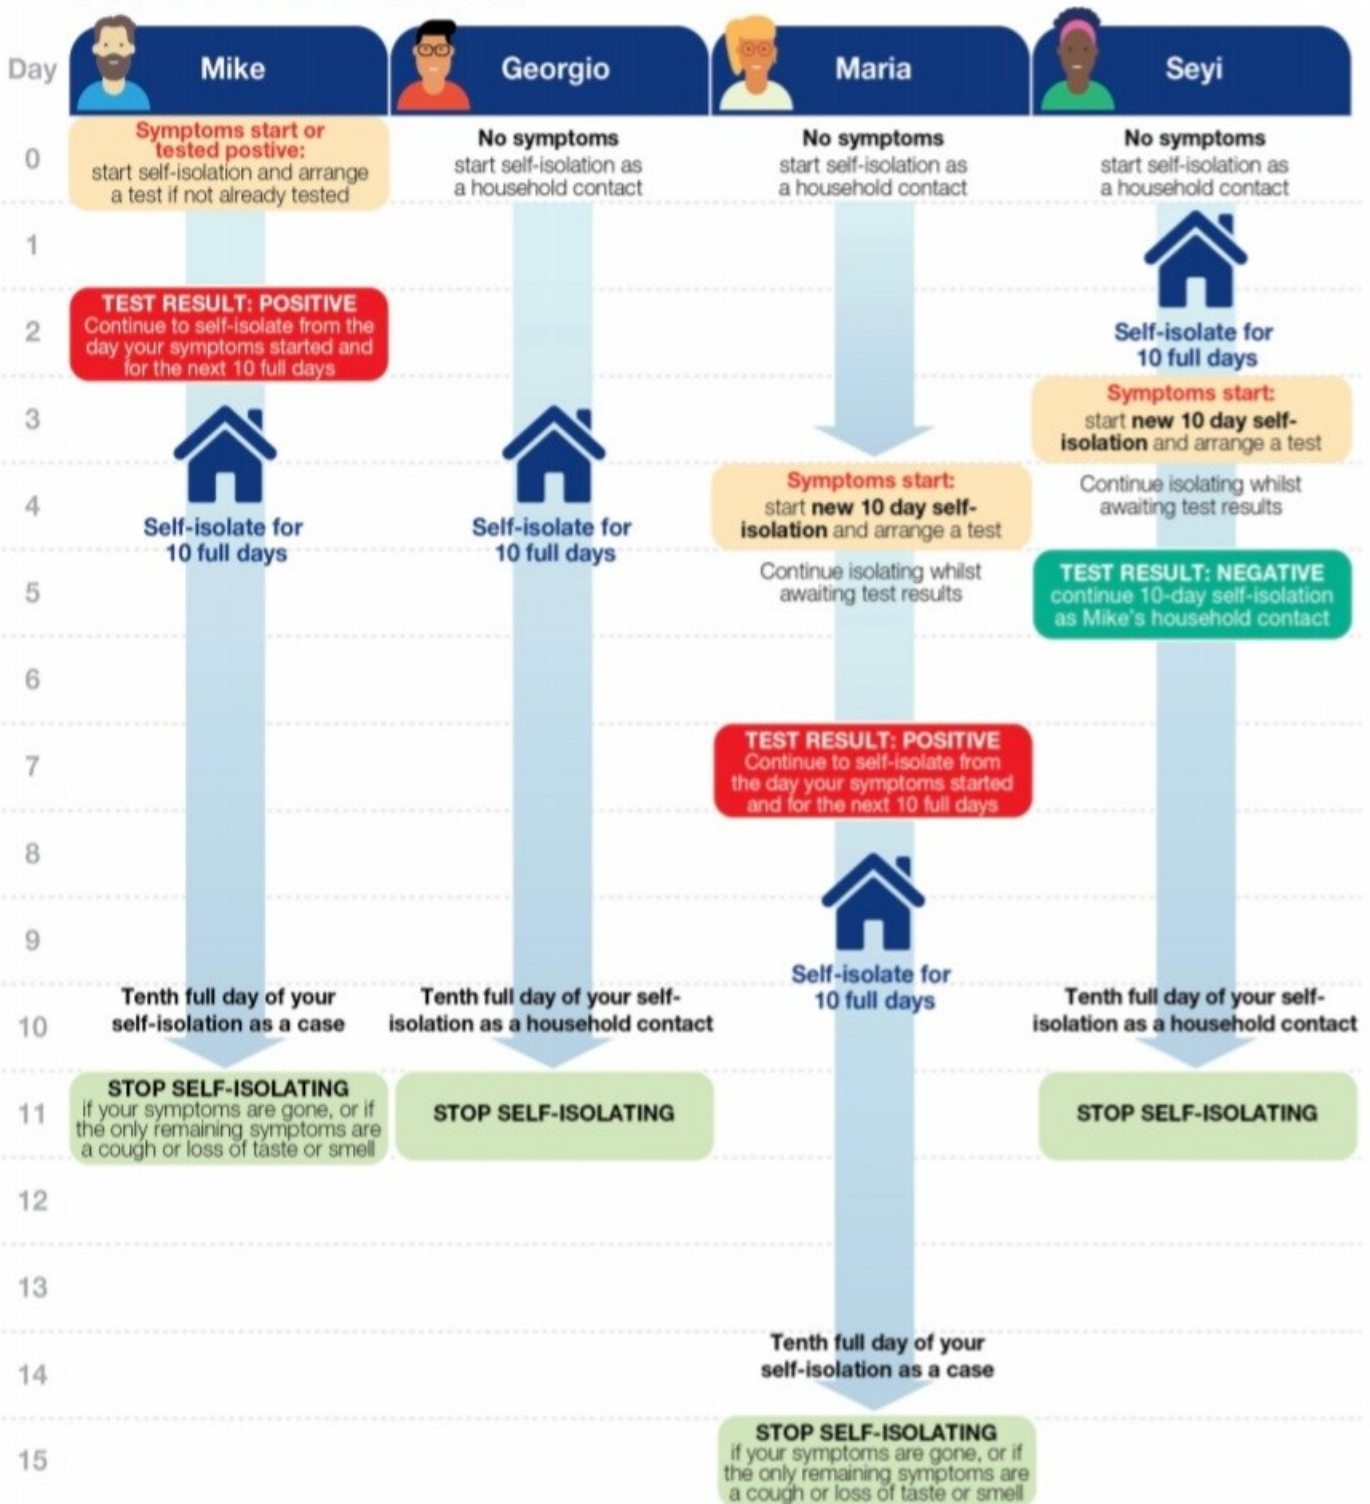 Day
Mike
Georgio
Maria
Seyi
0
Symptoms start or
tested postive:
start self-isolation and arrange
a test if not already tested
No symptoms
start self-isolation as
a household contact
No symptoms
start self-isolation as
a household contact
No symptoms
start self-isolation as
a household contact
1
2
TEST RESULT: POSITIVE
Continue to self-isolate from the
day your symptoms started and
for the next 10 full days
Self-isolate for
10 full days
3
Symptoms start:
start new 10 day self-
isolation and arrange a test
4
Self-isolate for
10 full days
Self-isolate for
10 full days
Symptoms start:
start new 10 day self-
isolation and arrange a test
Continue isolating whilst
awaiting test results
5
Continue isolating whilst
awaiting test results
TEST RESULT: NEGATIVE
continue 10-day self-isolation
as Mike's household contact
6
7
TEST RESULT: POSITIVE
Continue to self-isolate from
the day your symptoms started
and for the next 10 full days
8
9
Self-isolate for
10 full days
10
Tenth full day of your
self-isolation as a case
Tenth full day of your self-
isolation as a household contact
Tenth full day of your self-
isolation as a household contact
11
STOP SELF-ISOLATING
if your symptoms are gone, or if
the only remaining symptoms are
a cough or loss of taste or smell
STOP SELF-ISOLATING
STOP SELF-ISOLATING
12
13
14
Tenth full day of your
self-isolation as a case
15
STOP SELF-ISOLATING
if your symptoms are gone, or if
the only remaining symptoms are
a cough or loss of taste or smell